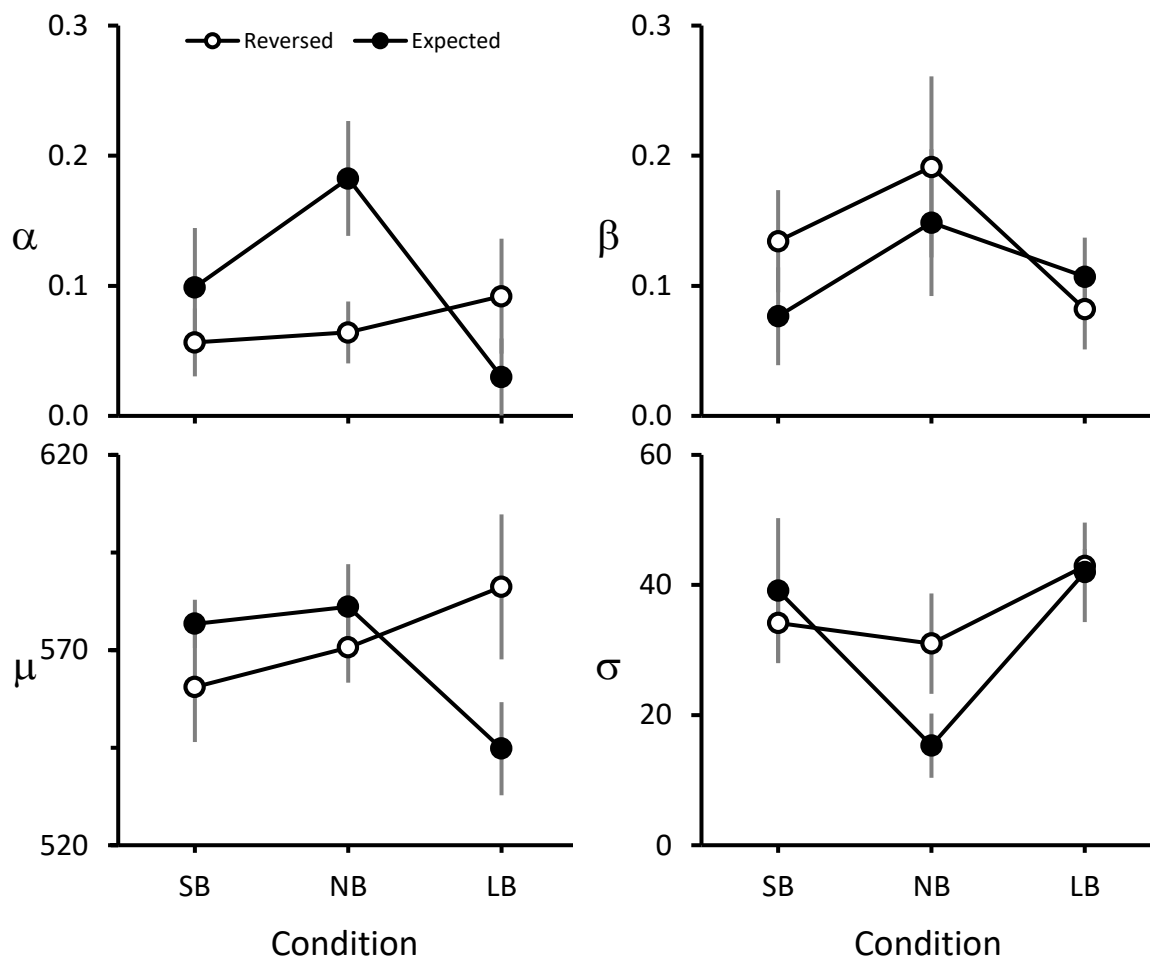 0.3
0.2
0.1
0.0
α
Reversed Expected
0.3
0.2
0.1
0.0
β
620
570
520
μ
SB NB LB
Condition
60
40
20
0
σ
SB NB LB
Condition